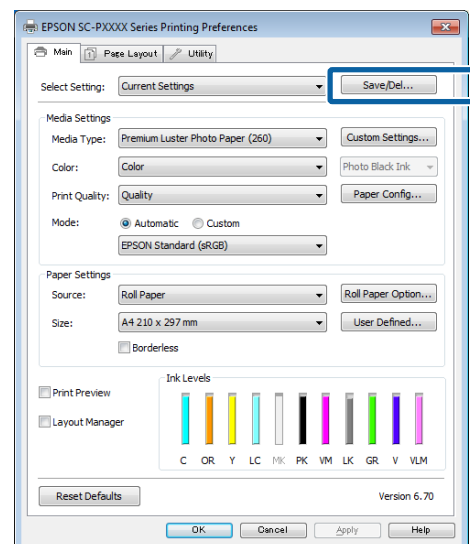 EPSON SC-PXXXX Series Printing Preferences
Main Page Layout Utility
Select Setting: Current Settings Save/Del...
Media Settings
Media Type: Premium Luster Photo Paper (260) Custom Settings...
Color: Color Photo Black Ink
Print Quality: Quality Paper Config...
Mode: Automatic Custom
EPSON Standard (sRGB)
Paper Settings
Source: Roll Paper Roll Paper Option...
Size: A4 210 x 297 mm User Defined...
Borderless
Ink Levels
Print Preview
Layout Manager
C OR Y LC MK PK VM LK GR V VLM
Reset Defaults Version 6.70
OK Cancel Apply Help